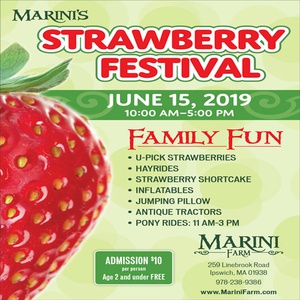 MARINI'S
STRAWBERRY
FESTIVAL
JUNE 15, 2019
10:00 AM–5:00 PM
FAMILY FUN
• U-PICK STRAWBERRIES
• HAYRIDES
• STRAWBERRY SHORTCAKE
• INFLATABLES
• JUMPING PILLOW
• ANTIQUE TRACTORS
• PONY RIDES: 11 AM-3 PM
ADMISSION $10
per person
Age 2 and under FREE
MARINI
FARM
259 Linebrook Road
Ipswich, MA 01938
978-238-9386
www.MariniFarm.com